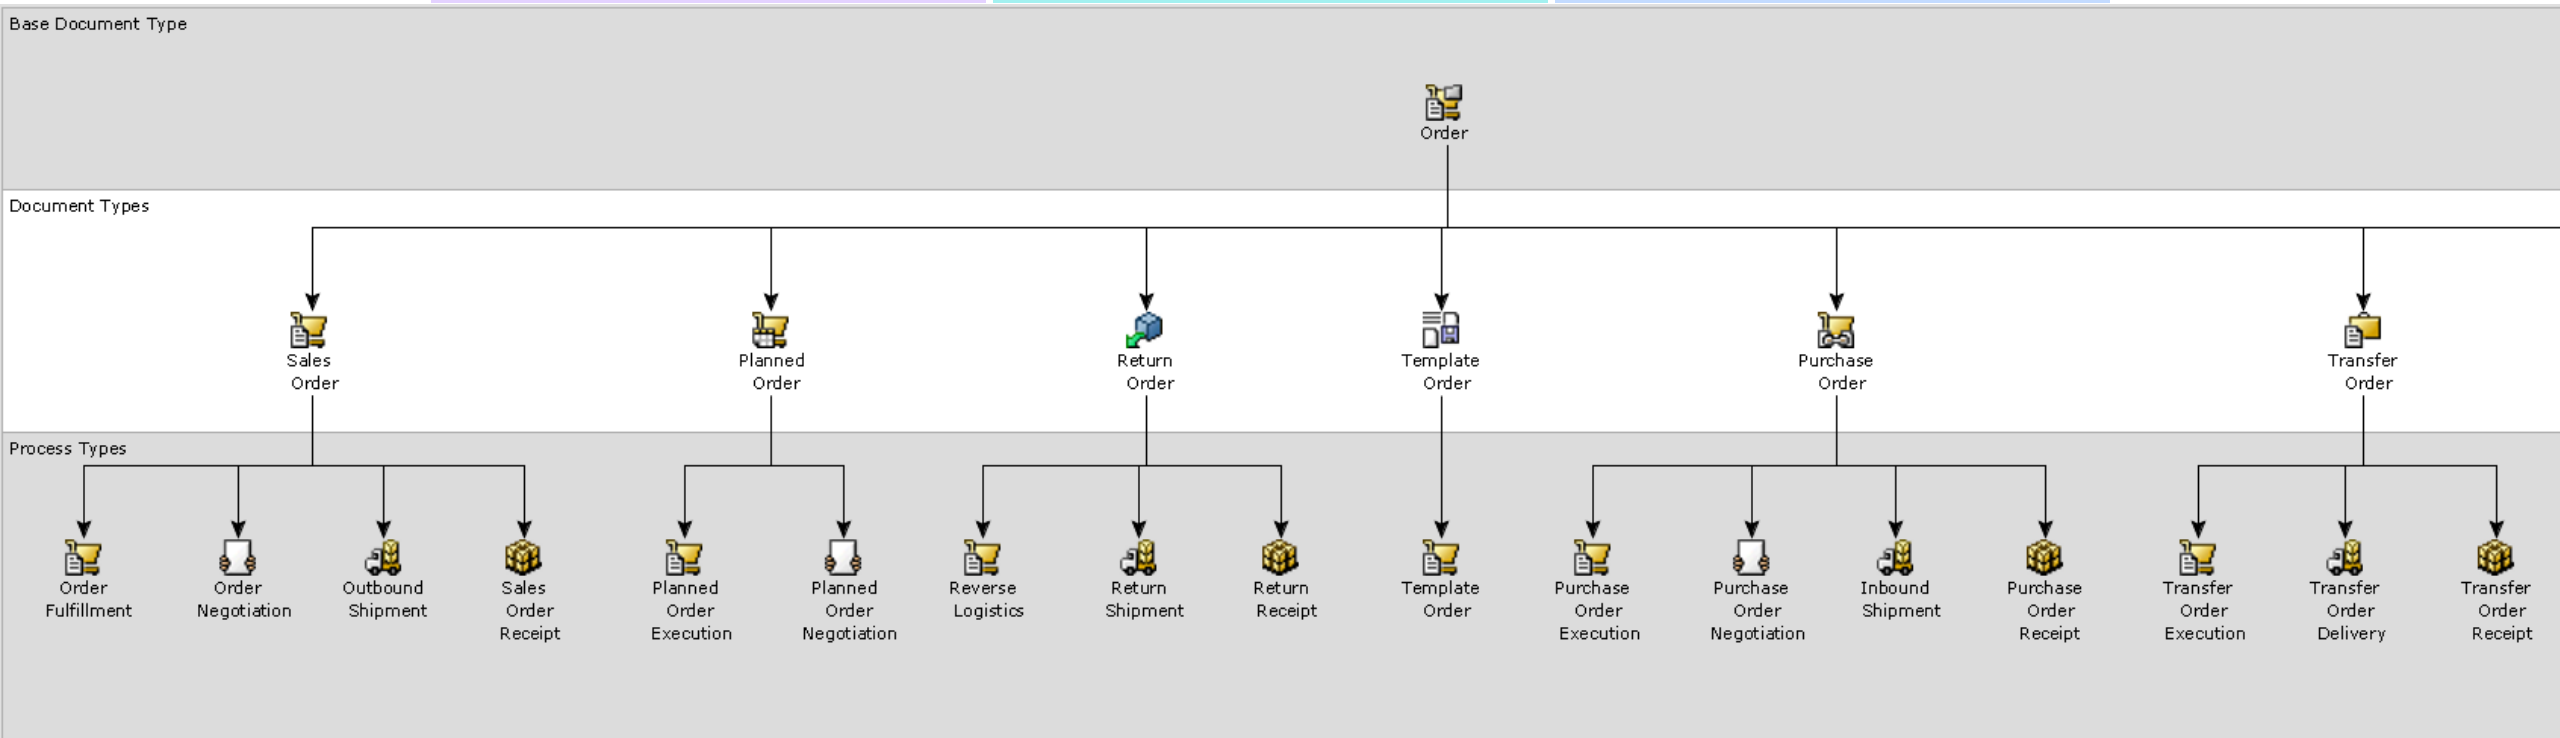 Base Document Type
Order
Document Types
Sales
Order
Planned
Order
Return
Order
Template
Order
Purchase
Order
Transfer
Order
Process Types
Order
Fulfillment
Order
Negotiation
Outbound
Shipment
Sales
Order
Receipt
Planned
Order
Execution
Planned
Order
Negotiation
Reverse
Logistics
Return
Shipment
Return
Receipt
Template
Order
Purchase
Order
Execution
Purchase
Order
Negotiation
Inbound
Shipment
Purchase
Order
Receipt
Transfer
Order
Execution
Transfer
Order
Delivery
Transfer
Order
Receipt